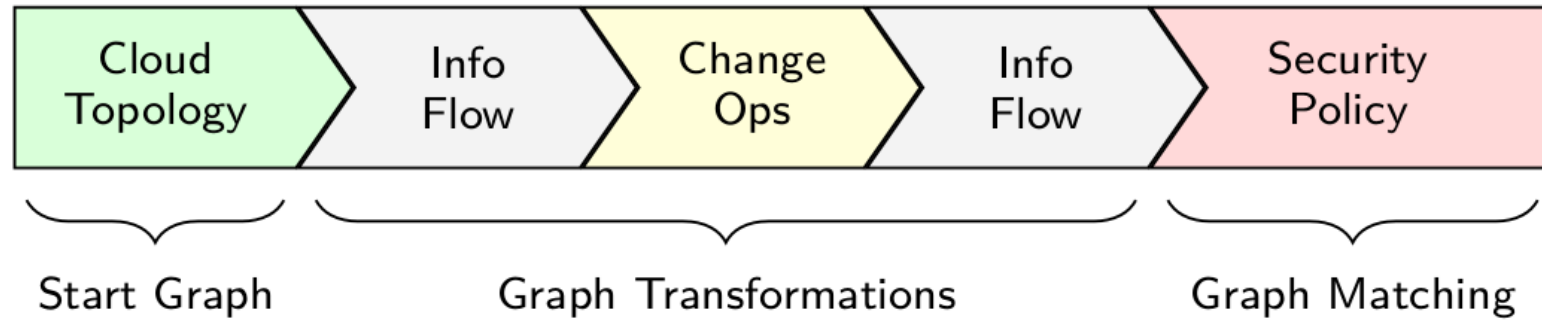 Cloud
Topology
Info
Flow
Change
Ops
Info
Flow
Security
Policy
Start Graph
Graph Transformations
Graph Matching